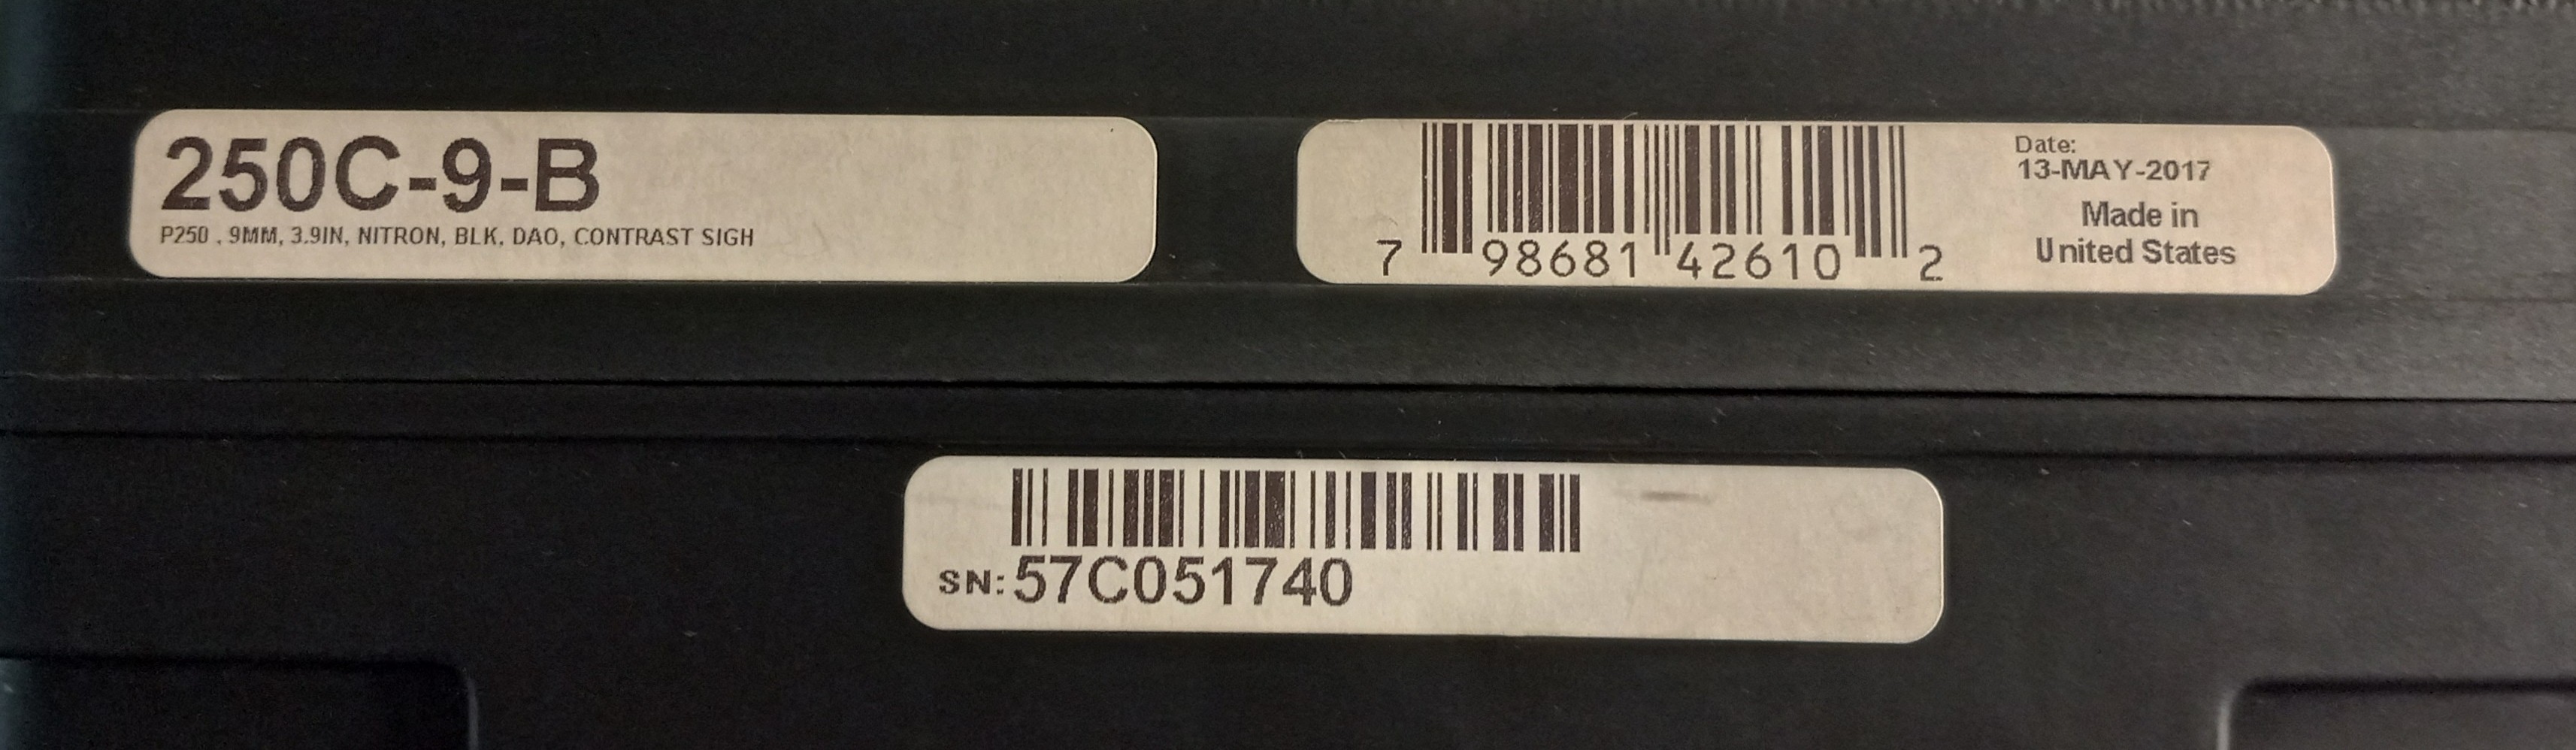 250C-9-B
P250 , 9MM, 3.9IN, NITRON, BLK, DAO, CONTRAST SIGH
7 98681 42610 2
Date:
13-MAY-2017
Made in
United States
SN:57C051740